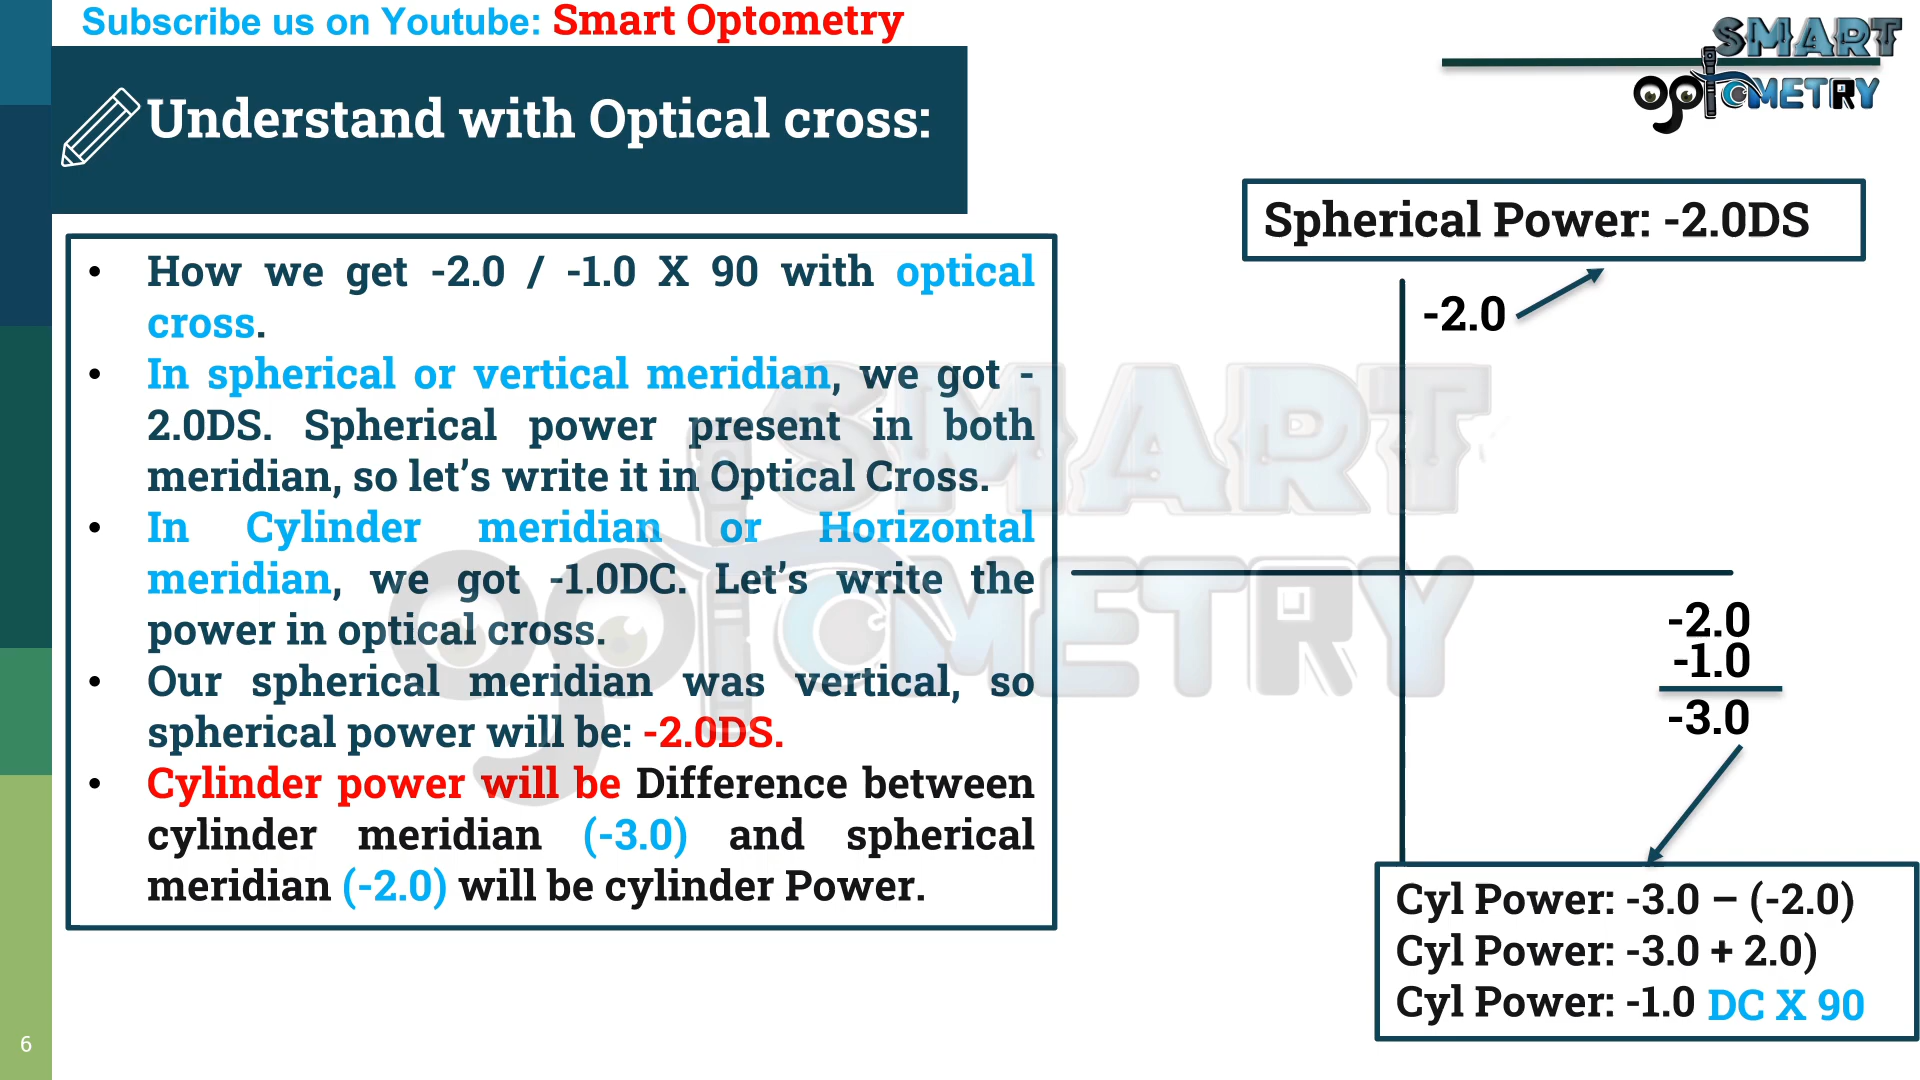 Subscribe us on Youtube: Smart Optometry
SMART
OptOMETRY
Understand with Optical cross:
Spherical Power: -2.0DS
• How we get -2.0 / -1.0 X 90 with optical
cross.
• In spherical or vertical meridian, we got -
2.0DS. Spherical power present in both
meridian, so let’s write it in Optical Cross.
• In Cylinder meridian or Horizontal
meridian, we got -1.0DC. Let’s write the
power in optical cross.
• Our spherical meridian was vertical, so
spherical power will be: -2.0DS.
• Cylinder power will be Difference between
cylinder meridian (-3.0) and spherical
meridian (-2.0) will be cylinder Power.
-2.0
-2.0
-1.0
-3.0
Cyl Power: -3.0 – (-2.0)
Cyl Power: -3.0 + 2.0)
Cyl Power: -1.0 DC X 90
SMART
OptOMETRY
6